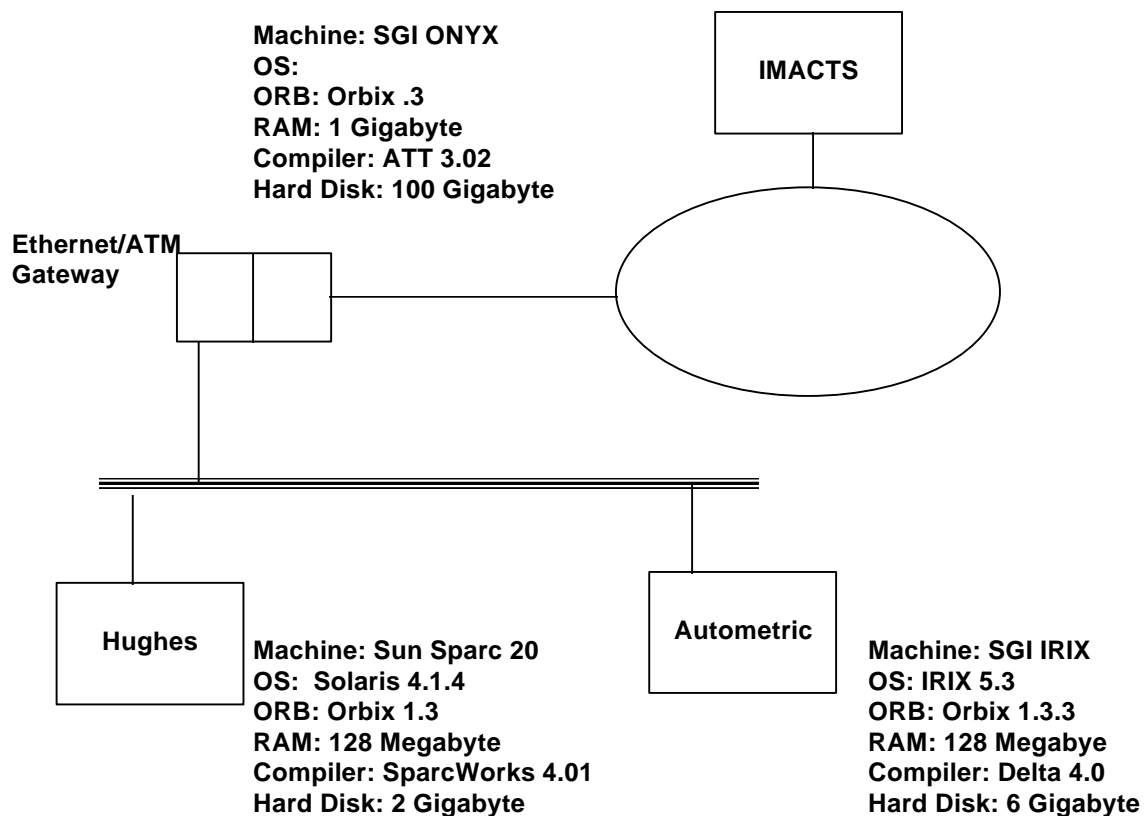 Machine: SGI ONYX
OS:
ORB: Orbix .3
RAM: 1 Gigabyte
Compiler: ATT 3.02
Hard Disk: 100 Gigabyte
IMACTS
Ethernet/ATM
Gateway
Hughes
Machine: Sun Sparc 20
OS:  Solaris 4.1.4
ORB: Orbix 1.3
RAM: 128 Megabyte
Compiler: SparcWorks 4.01
Hard Disk: 2 Gigabyte
Autometric
Machine: SGI IRIX
OS: IRIX 5.3
ORB: Orbix 1.3.3
RAM: 128 Megabye
Compiler: Delta 4.0
Hard Disk: 6 Gigabyte